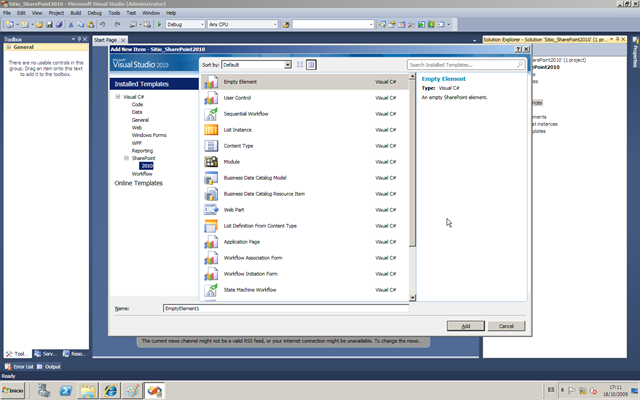 Sitio_SharePoint2010 - Microsoft Visual Studio (Administrator)
File Edit View Project Build Debug Tools Test Window Help
Debug Any CPU
Toolbox
General
There are no usable controls in this
group. Drag an item onto this text
to add it to the toolbox.
Start Page
Add New Item - Sitio_SharePoint2010
Microsoft
Visual Studio 2010
Sort by: Default
Search Installed Templates...
Installed Templates
Visual C#
Code
Data
General
Web
Windows Forms
WPF
Reporting
SharePoint
2010
Workflow
Online Templates
Empty Element Visual C#
User Control Visual C#
Sequential Workflow Visual C#
List Instance Visual C#
Content Type Visual C#
Module Visual C#
Business Data Catalog Model Visual C#
Business Data Catalog Resource Item Visual C#
Web Part Visual C#
List Definition From Content Type Visual C#
Application Page Visual C#
Workflow Association Form Visual C#
Workflow Initiation Form Visual C#
State Machine Workflow Visual C#
Empty Element
Type: Visual C#
An empty SharePoint element.
Name: EmptyElement1
Add Cancel
The current news channel might not be a valid RSS feed, or your internet connection might be unavailable. To change the news...
Solution Explorer - Solution 'Sitio_SharePoint2010' (1 project)
arePoint2010' (1 project)
rePoint2010
nces
ements
st instances
plates
Properties
Tool... Serv... Reso...
Error List Output
Ready
Inicio
ES
17:11
18/10/2009